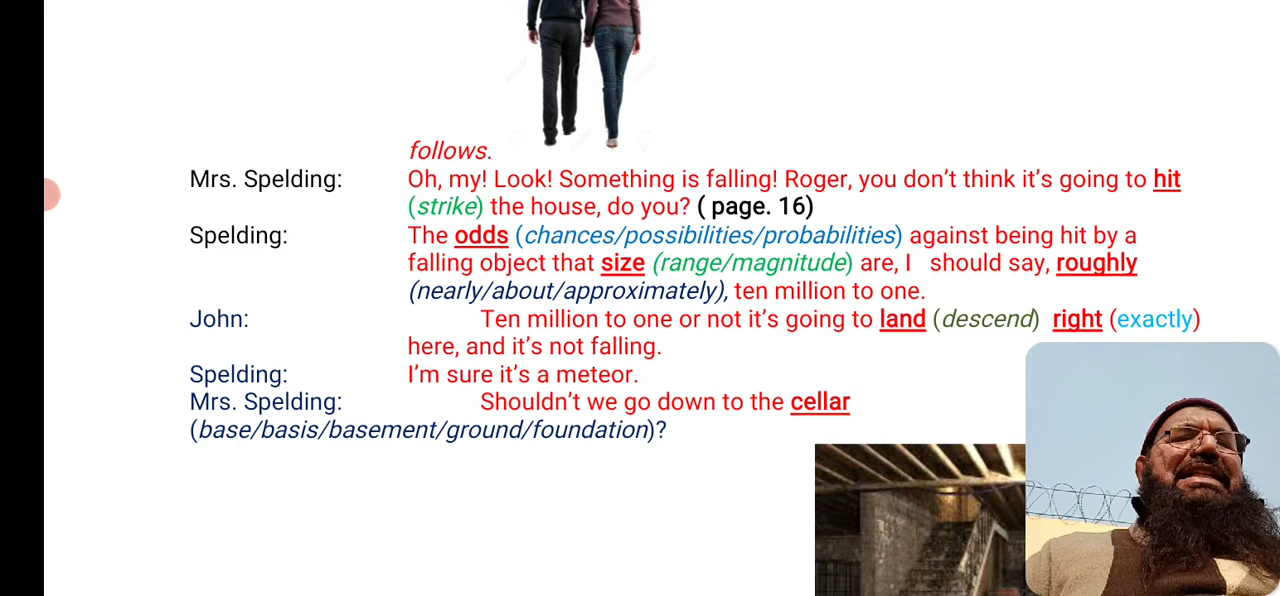 follows.
Mrs. Spelding: Oh, my! Look! Something is falling! Roger, you don't think it's going to hit
(strike) the house, do you? ( page. 16)
Spelding: The odds (chances/possibilities/probabilities) against being hit by a
falling object that size (range/magnitude) are, I should say, roughly
(nearly/about/approximately), ten million to one.
John: Ten million to one or not it's going to land (descend) right (exactly)
here, and it's not falling.
Spelding: I'm sure it's a meteor.
Mrs. Spelding: Shouldn't we go down to the cellar
(base/basis/basement/ground/foundation)?